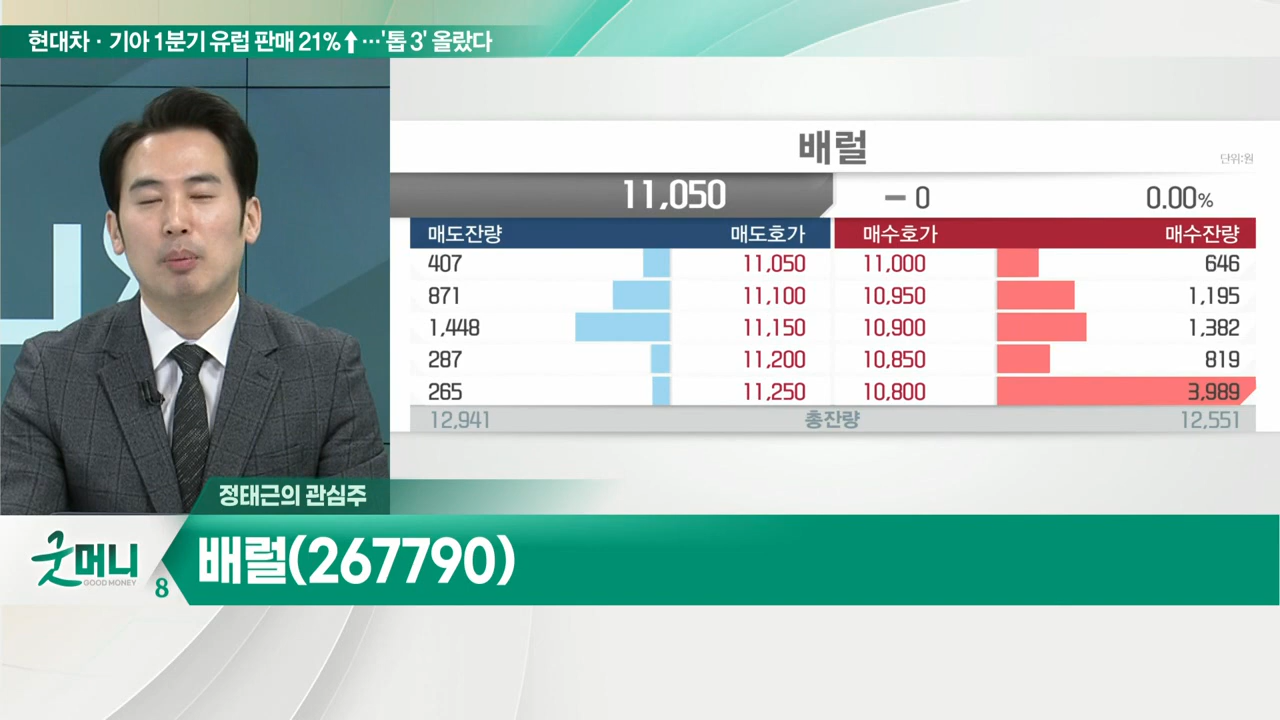 현대차·기아 1분기 유럽 판매 21%↑…'톱 3' 올랐다
배럴
단위:원
11,050 － 0 0.00%
매도잔량 매도호가 매수호가 매수잔량
407 11,050 11,000 646
871 11,100 10,950 1,195
1,448 11,150 10,900 1,382
287 11,200 10,850 819
265 11,250 10,800 3,989
12,941 총잔량 12,551
정태근의 관심주
굿머니
GOOD MONEY
8
배럴(267790)